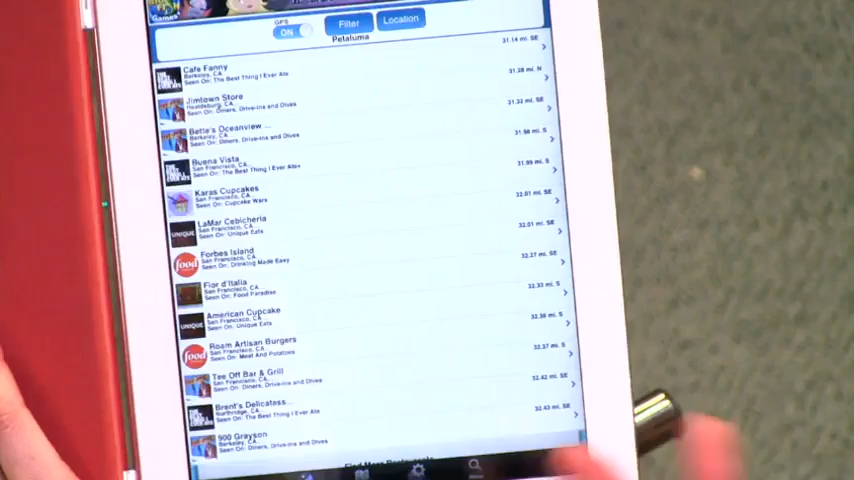 Games
GPS
ON
Filter
Location
Petaluma
Cafe Fanny
Berkeley, CA
Seen On: The Best Thing I Ever Ate
31.14 mi. SE
Jimtown Store
Healdsburg, CA...
Seen On: Diners, Drive-ins and Dives
31.28 mi. N
Bette's Oceanview ...
Berkeley, CA...
Seen On: Diners, Drive-ins and Dives
31.32 mi. SE
Buena Vista
San Francisco, CA...
Seen On: The Best Thing I Ever Ate+
31.98 mi. S
Karas Cupcakes
San Francisco, CA...
Seen On: Cupcake Wars
31.99 mi. S
UNIQUE
LaMar Cebicheria
San Francisco, CA...
Seen On: Unique Eats
32.01 mi. SE
food
Forbes Island
San Francisco, CA...
Seen On: Drinking Made Easy
32.01 mi. SE
Fior d'Italia
San Francisco, CA...
Seen On: Food Paradise
32.27 mi. SE
UNIQUE
American Cupcake
San Francisco, CA...
Seen On: Unique Eats
32.33 mi. S
food
Roam Artisan Burgers
San Francisco, CA...
Seen On: Meat And Potatoes
32.36 mi. S
Tee Off Bar & Grill
San Francisco, CA...
Seen On: Diners, Drive-ins and Dives
32.37 mi. S
Brent's Delicatess...
Northridge, CA...
Seen On: The Best Thing I Ever Ate
32.42 mi. SE
900 Grayson
Berkeley, CA...
Seen On: Diners, Drive-ins and Dives
32.43 mi. SE
Find More Restaurants